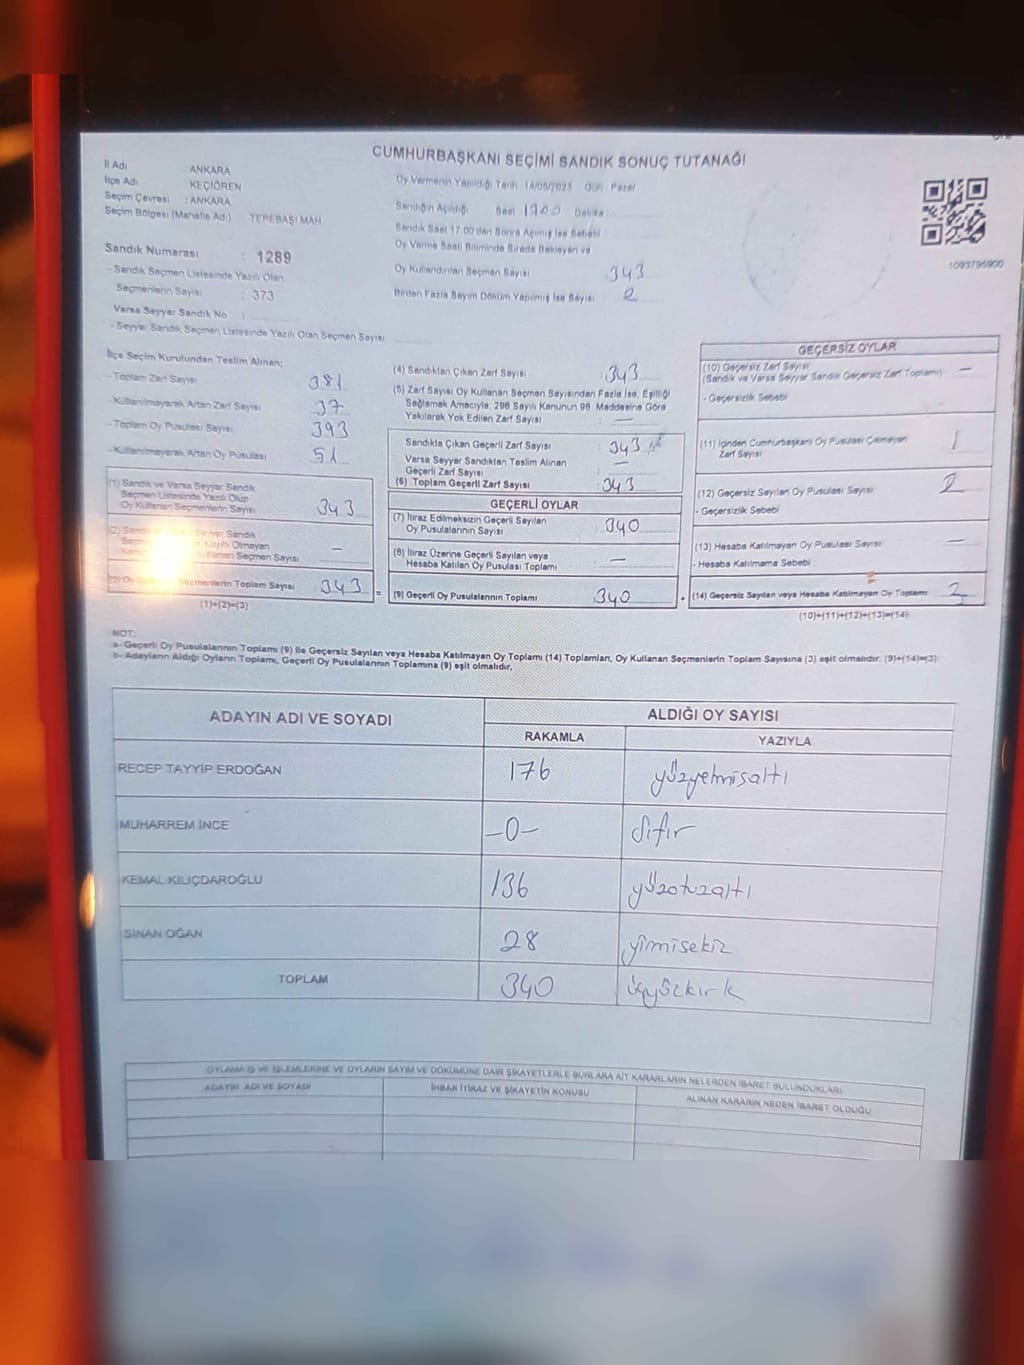 CUMHURBAŞKANI SEÇİMİ SANDIK SONUÇ TUTANAĞI
İl Adı : ANKARA
İlçe Adı : KEÇİÖREN
Seçim Çevresi : ANKARA
Seçim Bölgesi (Mahalle Adı) TEPEBAŞI MAH
Sandık Numarası : 1289
- Sandık Seçmen Listesinde Yazılı Olan
Seçmenlerin Sayısı : 373
Varsa Seyyar Sandık No :
- Seyyar Sandık Seçmen Listesinde Yazılı Olan Seçmen Sayısı
Oy Vermenin Yapıldığı Tarih 14/05/2023 Gün Pazar
Sandığın Açıldığı Saat 1700 Dakika
Sandık Saat 17:00'den Sonra Açılmış İse Sebebi
Oy Verme Saati Bitiminde Sırada Bekleyen ve
Oy Kullandırılan Seçmen Sayısı 343
Birden Fazla Sayım Döküm Yapılmış İse Sayısı : 2
1093795900
İlçe Seçim Kurulundan Teslim Alınan;
- Toplam Zarf Sayısı 381
- Kullanılmayarak Artan Zarf Sayısı 37
- Toplam Oy Pusulası Sayısı 393
- Kullanılmayarak Artan Oy Pusulası 51
(1) Sandık ve Varsa Seyyar Sandık
Seçmen Listesinde Yazılı Olup
Oy Kullanan Seçmenlerin Sayısı 343
Sandık
Olmayan
Seçmen Sayısı : —
Seçmenlerin Toplam Sayısı 343 =
(1)+(2)=(3)
(4) Sandıktan Çıkan Zarf Sayısı : 343
(5) Zarf Sayısı Oy Kullanan Seçmen Sayısından Fazla İse, Eşitliği
Sağlamak Amacıyla, 298 Sayılı Kanunun 98. Maddesine Göre
Yakılarak Yok Edilen Zarf Sayısı : —
Sandıkta Çıkan Geçerli Zarf Sayısı : 343
Varsa Seyyar Sandıktan Teslim Alınan
Geçerli Zarf Sayısı : —
(6) Toplam Geçerli Zarf Sayısı : 343
GEÇERLİ OYLAR
(7) İtiraz Edilmeksizin Geçerli Sayılan
Oy Pusulalarının Sayısı : 340
(8) İtiraz Üzerine Geçerli Sayılan veya
Hesaba Katılan Oy Pusulası Toplamı : —
(9) Geçerli Oy Pusulalarının Toplamı 340 +
GEÇERSİZ OYLAR
(10) Geçersiz Zarf Sayısı —
(Sandık ve Varsa Seyyar Sandık Geçersiz Zarf Toplamı)
- Geçersizlik Sebebi
(11) İçinden Cumhurbaşkanı Oy Pusulası Çıkmayan
Zarf Sayısı 1
(12) Geçersiz Sayılan Oy Pusulası Sayısı 2
- Geçersizlik Sebebi
(13) Hesaba Katılmayan Oy Pusulası Sayısı —
- Hesaba Katılmama Sebebi
(14) Geçersiz Sayılan veya Hesaba Katılmayan Oy Toplamı
(10)+(11)+(12)+(13)=(14)
NOT:
a- Geçerli Oy Pusulalarının Toplamı (9) ile Geçersiz Sayılan veya Hesaba Katılmayan Oy Toplamı (14) Toplamları, Oy Kullanan Seçmenlerin Toplam Sayısına (3) eşit olmalıdır. (9)+(14)=(3)
b- Adayların Aldığı Oyların Toplamı, Geçerli Oy Pusulalarının Toplamına (9) eşit olmalıdır.
ADAYIN ADI VE SOYADI ALDIĞI OY SAYISI
RAKAMLA YAZIYLA
RECEP TAYYİP ERDOĞAN 176 yüzyetmişaltı
MUHARREM İNCE -0- sıfır
KEMAL KILIÇDAROĞLU 136 yüzotuzaltı
SİNAN OĞAN 28 yirmisekiz
TOPLAM 340 üçyüzkırk
OYLAMA İŞ VE İŞLEMLERİNE VE OYLARIN SAYIM VE DÖKÜMÜNE DAİR ŞİKAYETLERLE BUNLARA AİT KARARLARIN NELERDEN İBARET BULUNDUKLARI
ADAYIN ADI VE SOYADI İHBAR İTİRAZ VE ŞİKAYETİN KONUSU ALINAN KARARIN NEDEN İBARET OLDUĞU